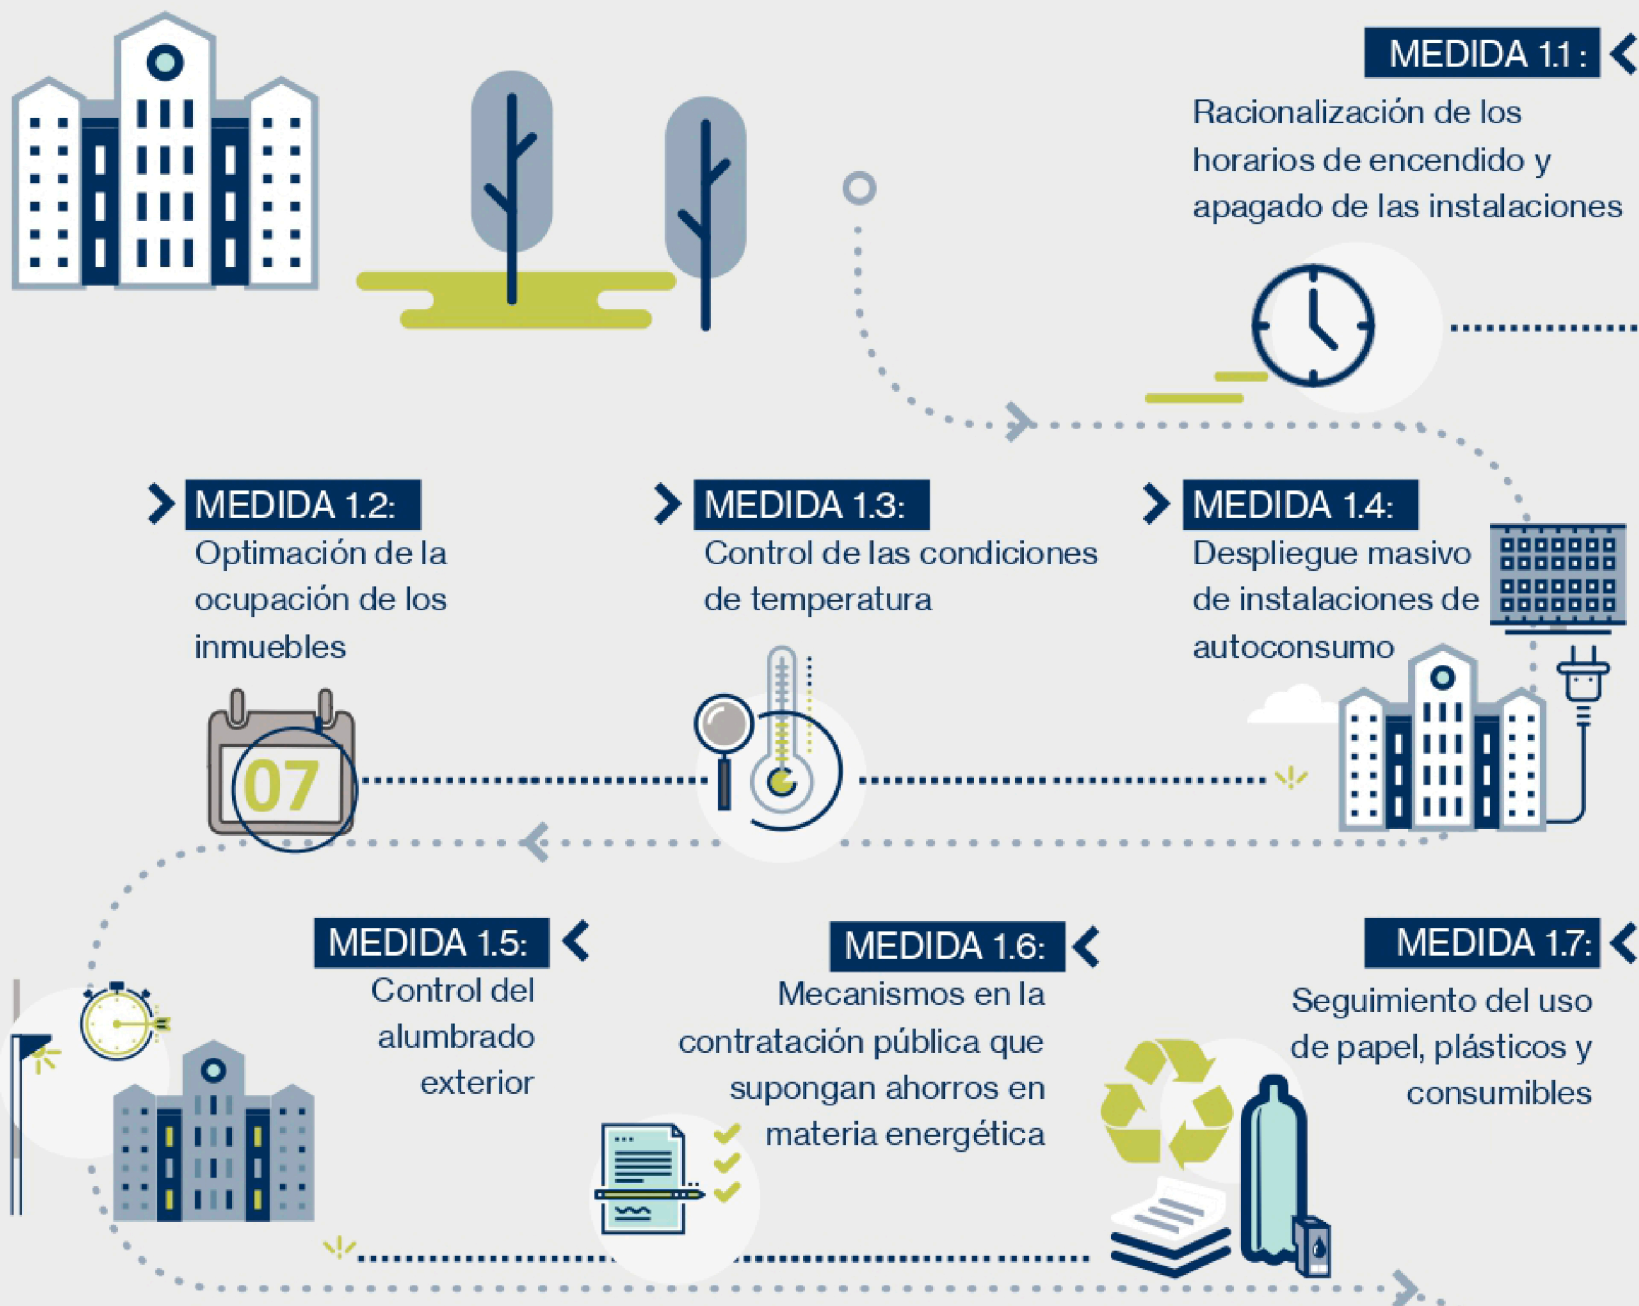 MEDIDA 1.1:
Racionalización de los
horarios de encendido y
apagado de las instalaciones
MEDIDA 1.2:
Optimación de la
ocupación de los
inmuebles
07
MEDIDA 1.3:
Control de las condiciones
de temperatura
MEDIDA 1.4:
Despliegue masivo
de instalaciones de
autoconsumo
MEDIDA 1.5:
Control del
alumbrado
exterior
MEDIDA 1.6:
Mecanismos en la
contratación pública que
supongan ahorros en
materia energética
MEDIDA 1.7:
Seguimiento del uso
de papel, plásticos y
consumibles